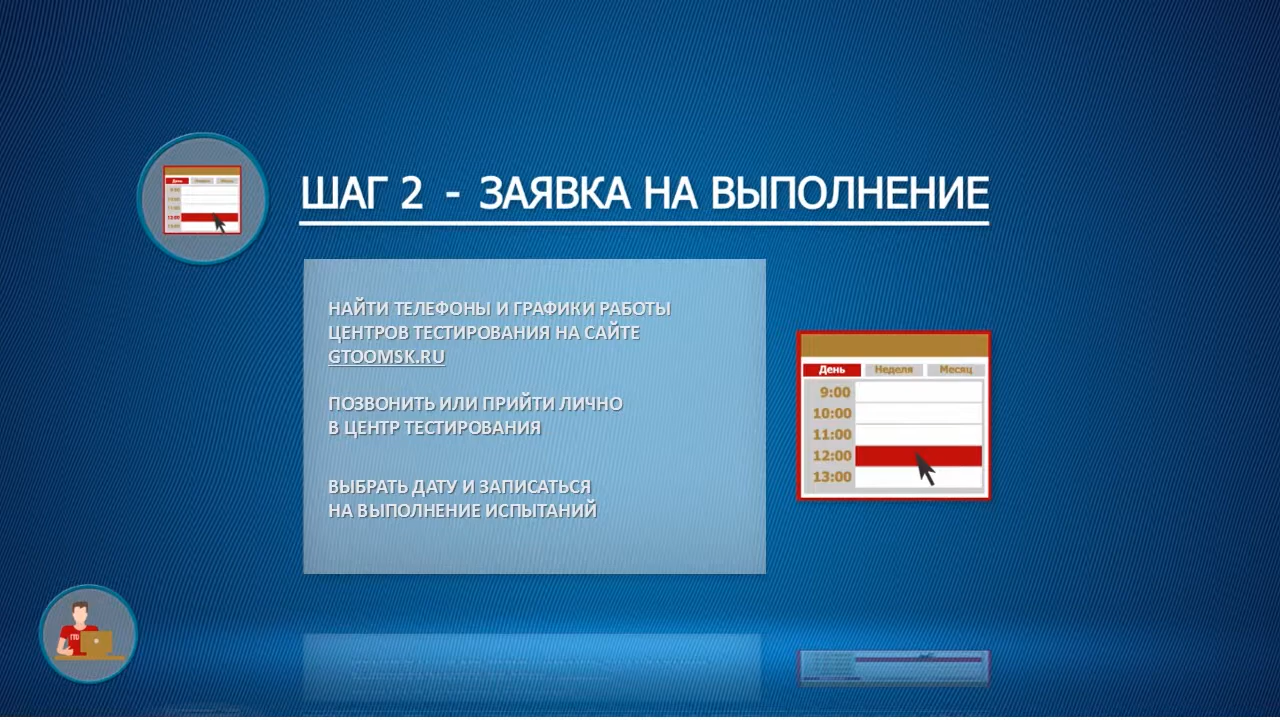 ШАГ 2 - ЗАЯВКА НА ВЫПОЛНЕНИЕ
НАЙТИ ТЕЛЕФОНЫ И ГРАФИКИ РАБОТЫ
ЦЕНТРОВ ТЕСТИРОВАНИЯ НА САЙТЕ
GTOOMSK.RU
ПОЗВОНИТЬ ИЛИ ПРИЙТИ ЛИЧНО
В ЦЕНТР ТЕСТИРОВАНИЯ
ВЫБРАТЬ ДАТУ И ЗАПИСАТЬСЯ
НА ВЫПОЛНЕНИЕ ИСПЫТАНИЙ
День Неделя Месяц
9:00
10:00
11:00
12:00
13:00
ГТО